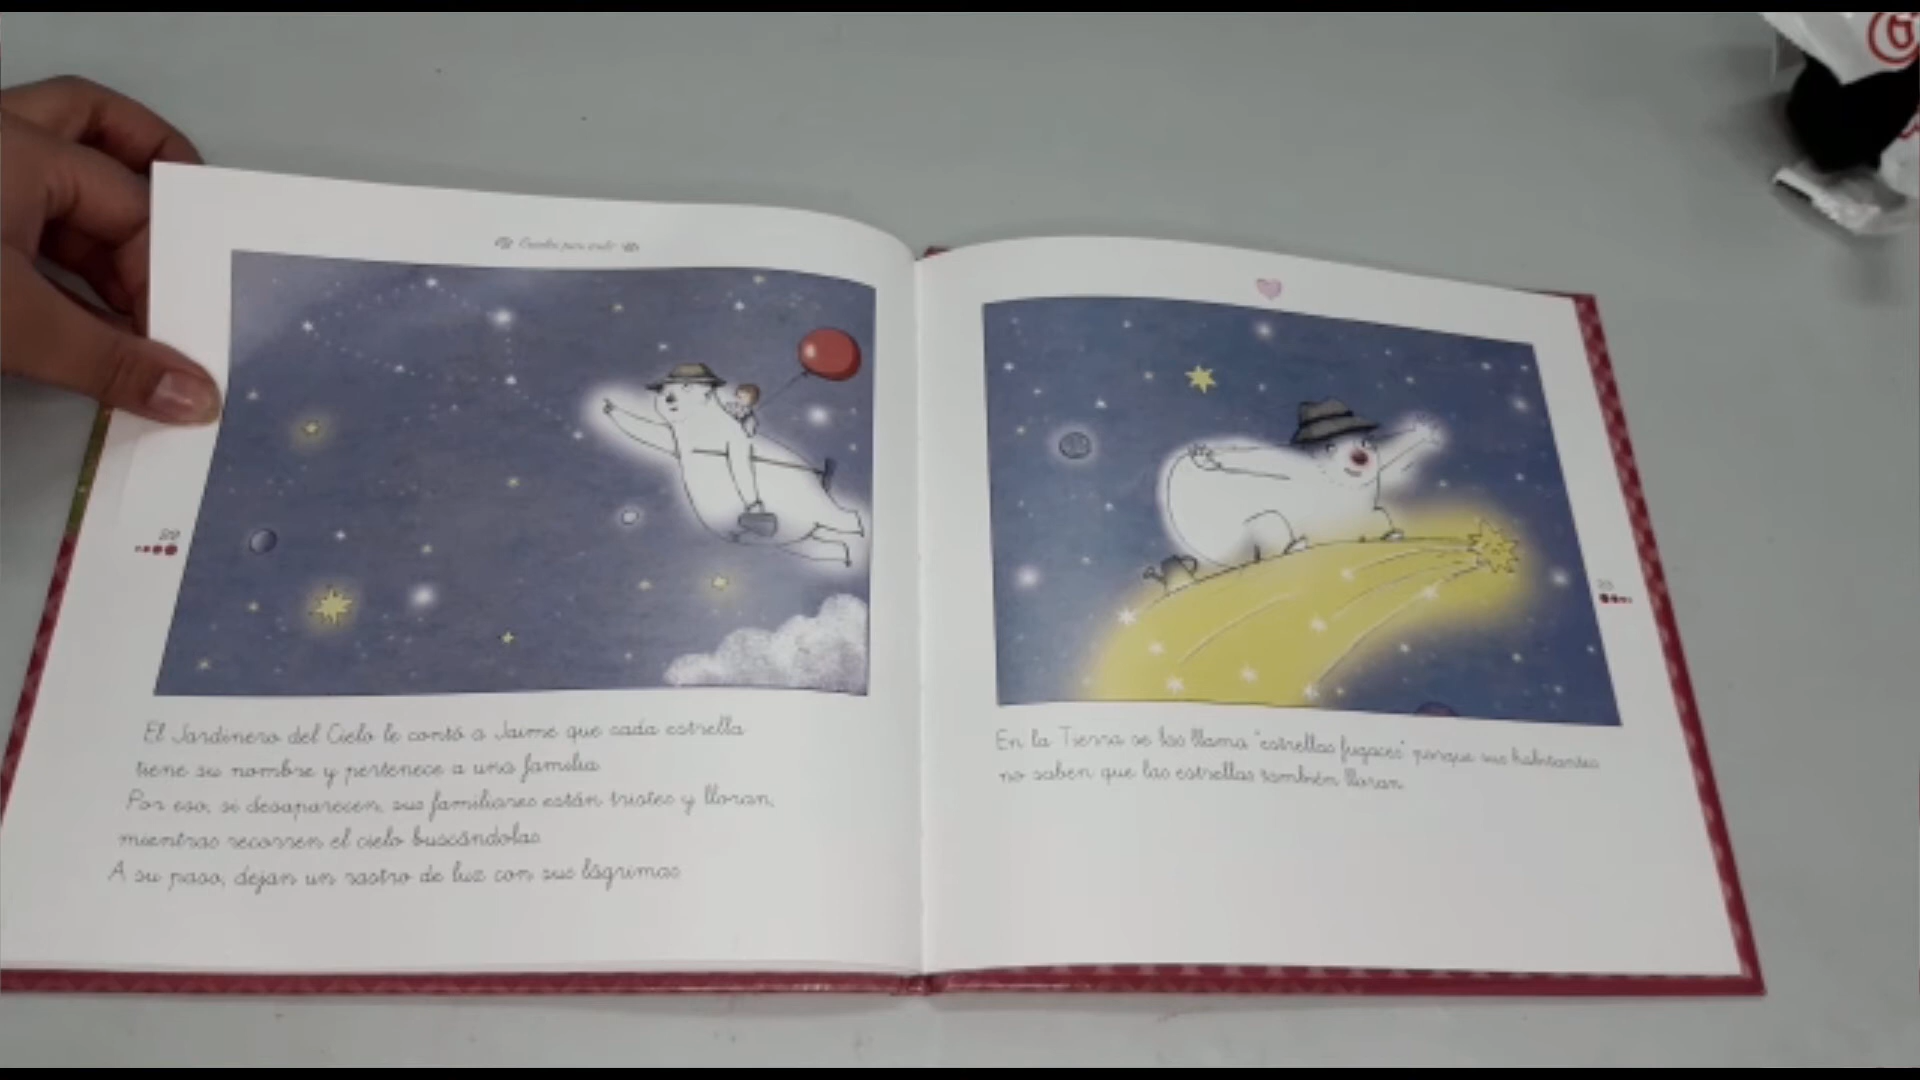 El Jardinero del Cielo le contó a Jaime que cada estrella
tiene su nombre y pertenece a una familia.
Por eso, si desaparecen, sus familiares están tristes y lloran,
mientras recorren el cielo buscándolas.
A su paso, dejan un rastro de luz con sus lágrimas.
En la Tierra se las llama "estrellas fugaces" porque sus habitantes
no saben que las estrellas también lloran.